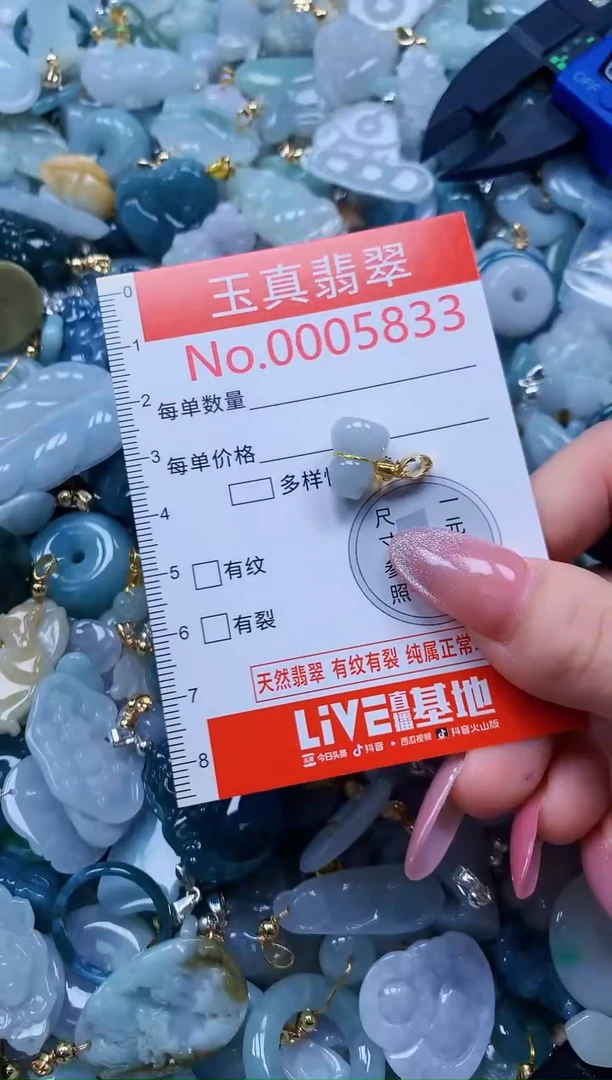 玉真翡翠
No.0005833
0
1
2
3
4
5
6
7
8
每单数量
每单价格
多样
尺寸参照
一元
有纹
有裂
天然翡翠 有纹有裂 纯属正常
LiVE直播基地
今日头条 抖音 西瓜视频 抖音火山版
OFF